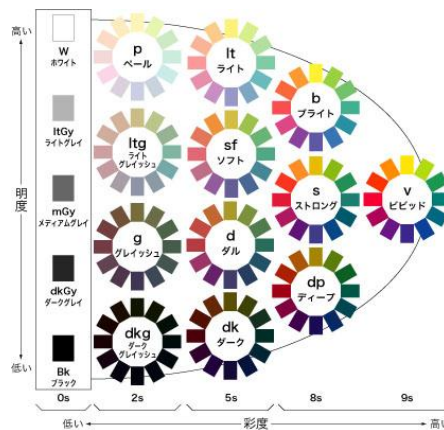 高い
明度
低い
W
ホワイト
ltGy
ライトグレイ
mGy
メディアムグレイ
dkGy
ダークグレイ
Bk
ブラック
p
ペール
ltg
ライト
グレイッシュ
g
グレイッシュ
dkg
ダーク
グレイッシュ
lt
ライト
sf
ソフト
d
ダル
dk
ダーク
b
ブライト
s
ストロング
dp
ディープ
v
ビビッド
0s 2s 5s 8s 9s
低い 彩度 高い